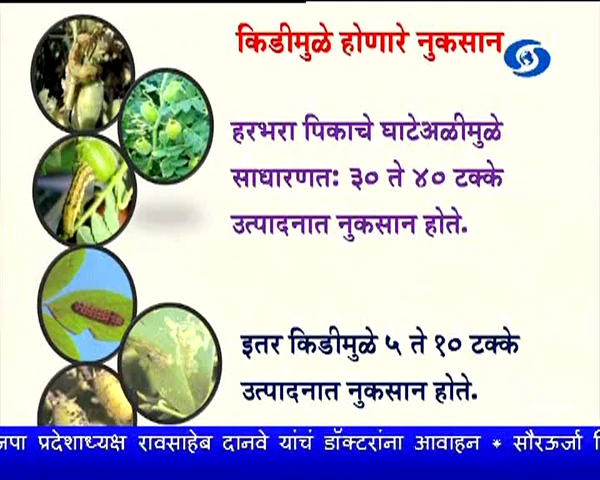 किडीमुळे होणारे नुकसान
हरभरा पिकाचे घाटेअळीमुळे
साधारणत: ३० ते ४० टक्के
उत्पादनात नुकसान होते.
इतर किडीमुळे ५ ते १० टक्के
उत्पादनात नुकसान होते.
जपा प्रदेशाध्यक्ष रावसाहेब दानवे यांचं डॉक्टरांना आवाहन * सौरऊर्जा